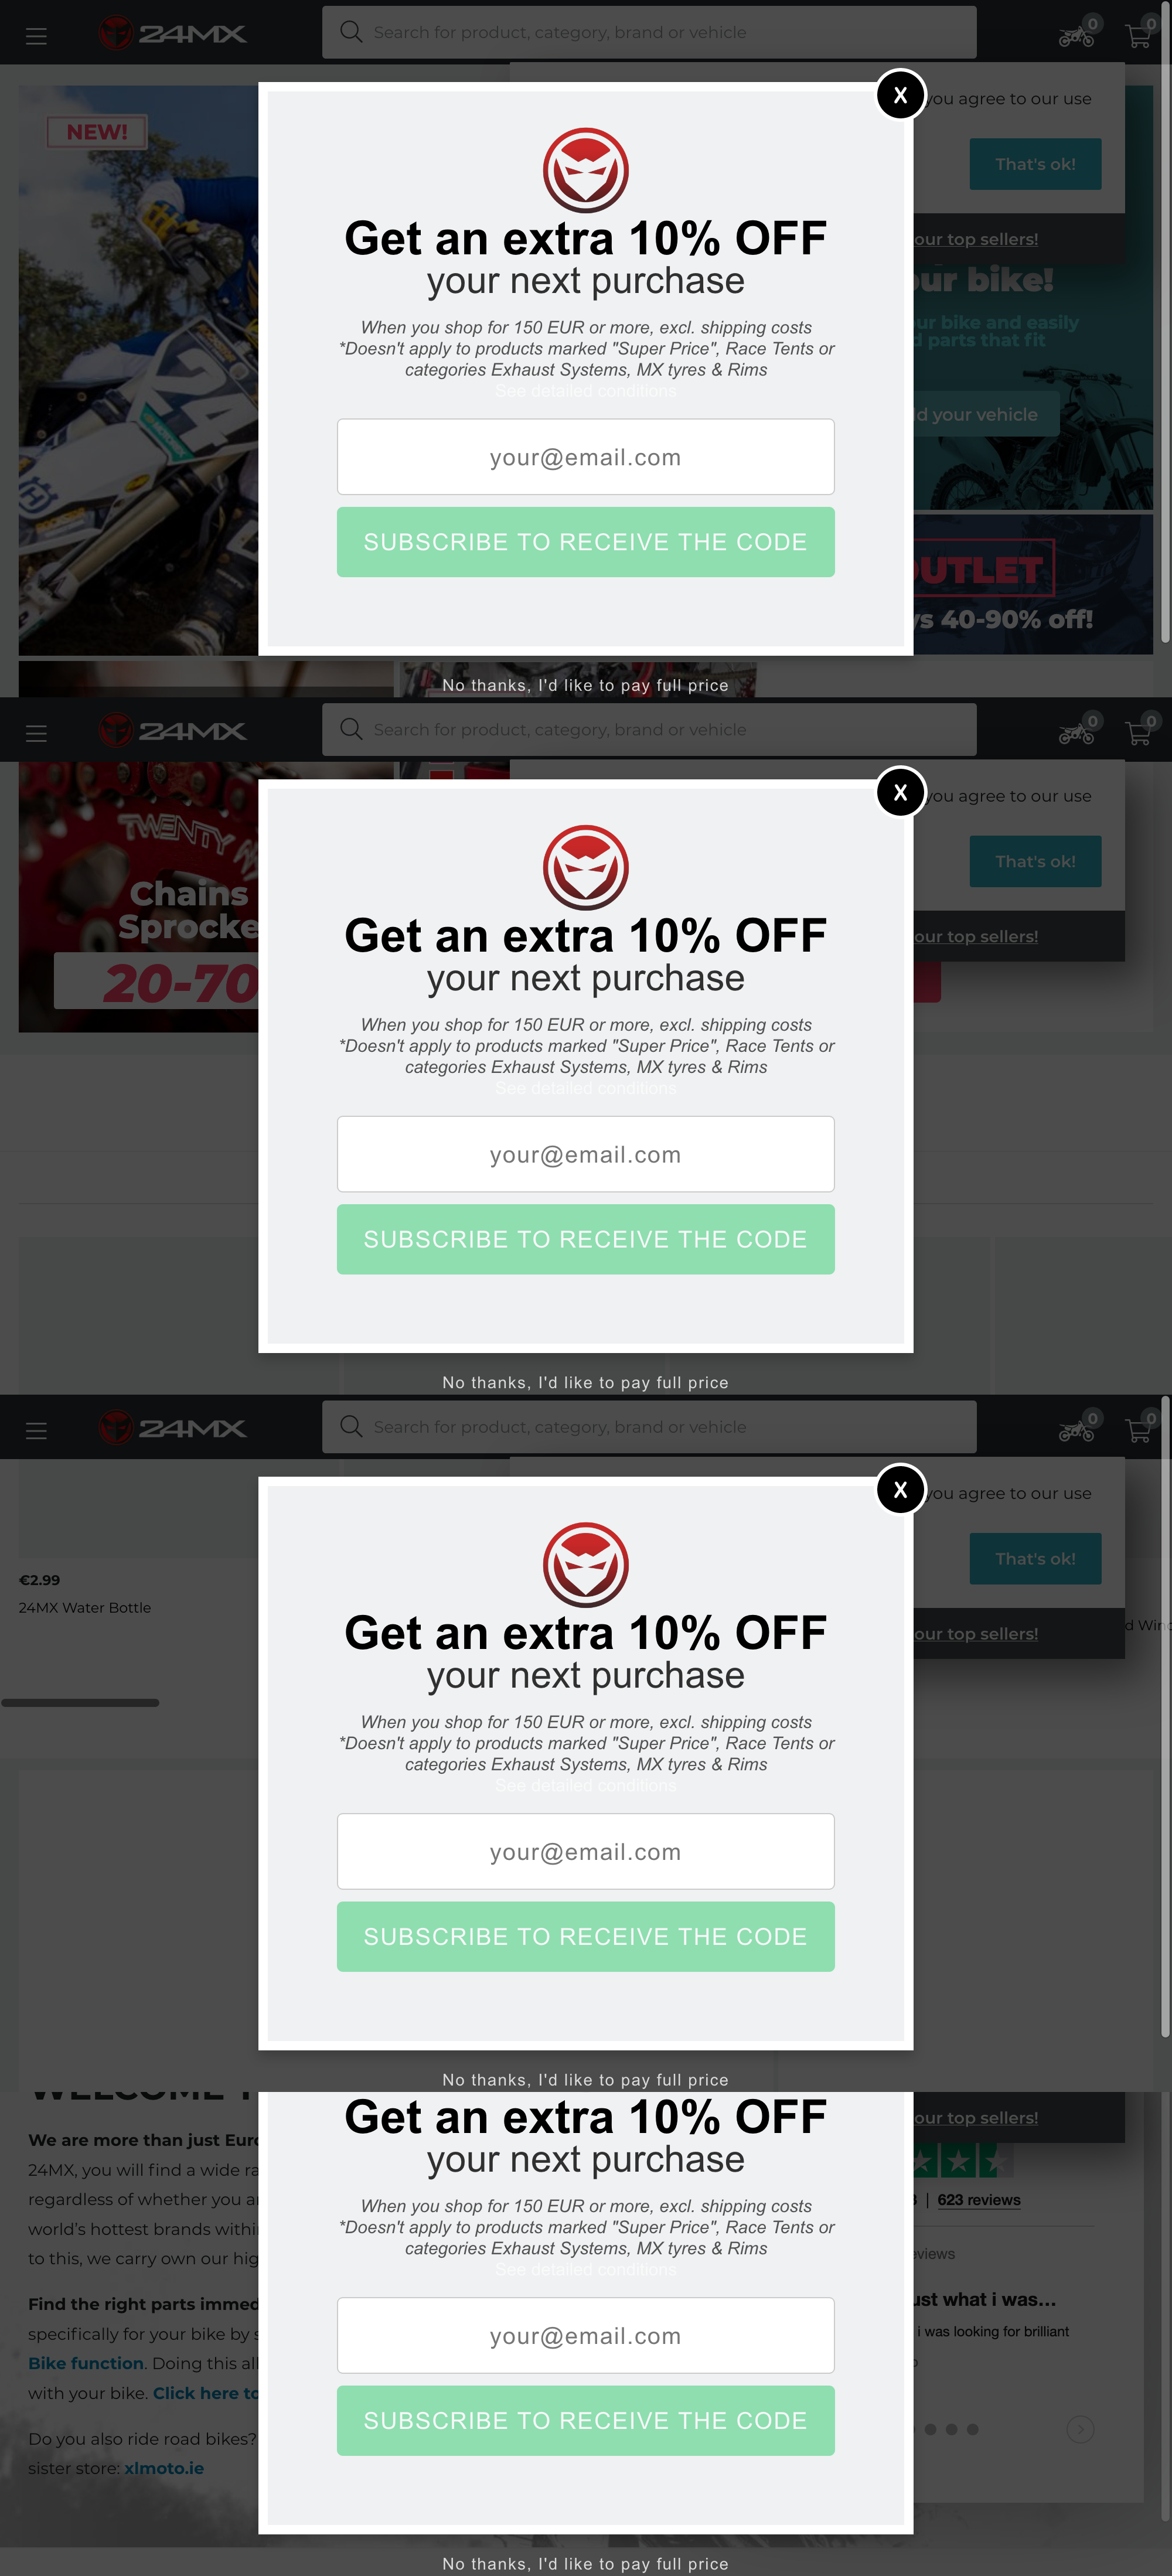 24MX
Search for product, category, brand or vehicle
0
0
NEW!
X
you agree to our use
That's ok!
our top sellers!
Get an extra 10% OFF
your next purchase
When you shop for 150 EUR or more, excl. shipping costs
*Doesn't apply to products marked "Super Price", Race Tents or
categories Exhaust Systems, MX tyres & Rims
See detailed conditions
your@email.com
SUBSCRIBE TO RECEIVE THE CODE
bike!
bike and easily
parts that fit
your vehicle
40-90% off!
No thanks, I'd like to pay full price
24MX
Search for product, category, brand or vehicle
0
0
X
you agree to our use
That's ok!
our top sellers!
TWENTY
Chains
20-70
Get an extra 10% OFF
your next purchase
When you shop for 150 EUR or more, excl. shipping costs
*Doesn't apply to products marked "Super Price", Race Tents or
categories Exhaust Systems, MX tyres & Rims
See detailed conditions
your@email.com
SUBSCRIBE TO RECEIVE THE CODE
No thanks, I'd like to pay full price
24MX
Search for product, category, brand or vehicle
0
0
X
you agree to our use
That's ok!
our top sellers!
€2.99
24MX Water Bottle
Get an extra 10% OFF
your next purchase
When you shop for 150 EUR or more, excl. shipping costs
*Doesn't apply to products marked "Super Price", Race Tents or
categories Exhaust Systems, MX tyres & Rims
See detailed conditions
your@email.com
SUBSCRIBE TO RECEIVE THE CODE
No thanks, I'd like to pay full price
WELCOME
We are more than just
24MX, you will find a wide
regardless of whether you
world's hottest brands
to this, we carry own our
Find the right parts
specifically for your bike by
Bike function. Doing this
with your bike. Click here to
Do you also ride road bikes?
sister store: xlmoto.ie
Get an extra 10% OFF
your next purchase
When you shop for 150 EUR or more, excl. shipping costs
*Doesn't apply to products marked "Super Price", Race Tents or
categories Exhaust Systems, MX tyres & Rims
See detailed conditions
your@email.com
SUBSCRIBE TO RECEIVE THE CODE
our top sellers!
| 623 reviews
what i was...
i was looking for brilliant
No thanks, I'd like to pay full price